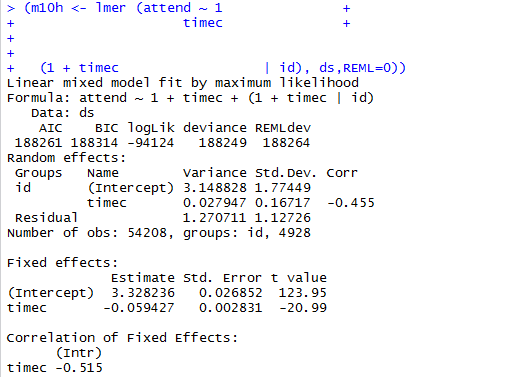 > (m10h <- lmer (attend ~ 1                +
+                 timec                    +
+
+
+   (1 + timec                  | id), ds,REML=0))
Linear mixed model fit by maximum likelihood
Formula: attend ~ 1 + timec + (1 + timec | id)
   Data: ds
    AIC    BIC logLik deviance REMLdev
 188261 188314 -94124   188249  188264
Random effects:
 Groups   Name        Variance Std.Dev. Corr
 id       (Intercept) 3.148828 1.77449
          timec       0.027947 0.16717  -0.455
 Residual             1.270711 1.12726
Number of obs: 54208, groups: id, 4928

Fixed effects:
             Estimate Std. Error t value
(Intercept)  3.328236   0.026852  123.95
timec       -0.059427   0.002831  -20.99

Correlation of Fixed Effects:
      (Intr)
timec -0.515